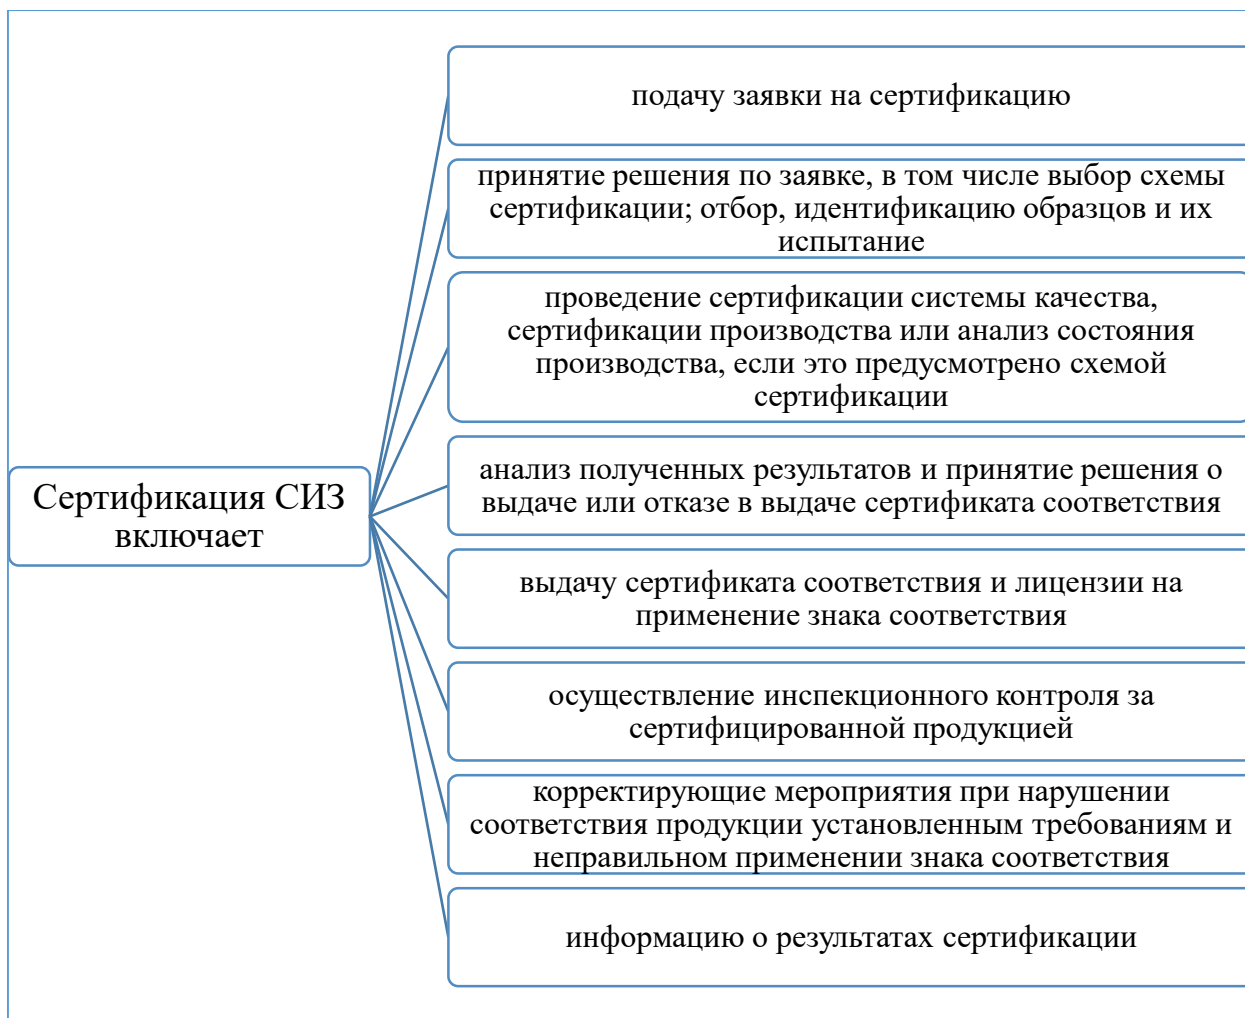 подачу заявки на сертификацию
принятие решения по заявке, в том числе выбор схемы
сертификации; отбор, идентификацию образцов и их
испытание
проведение сертификации системы качества,
сертификации производства или анализ состояния
производства, если это предусмотрено схемой
сертификации
Сертификация СИЗ
включает
анализ полученных результатов и принятие решения о
выдаче или отказе в выдаче сертификата соответствия
выдачу сертификата соответствия и лицензии на
применение знака соответствия
осуществление инспекционного контроля за
сертифицированной продукцией
корректирующие мероприятия при нарушении
соответствия продукции установленным требованиям и
неправильном применении знака соответствия
информацию о результатах сертификации